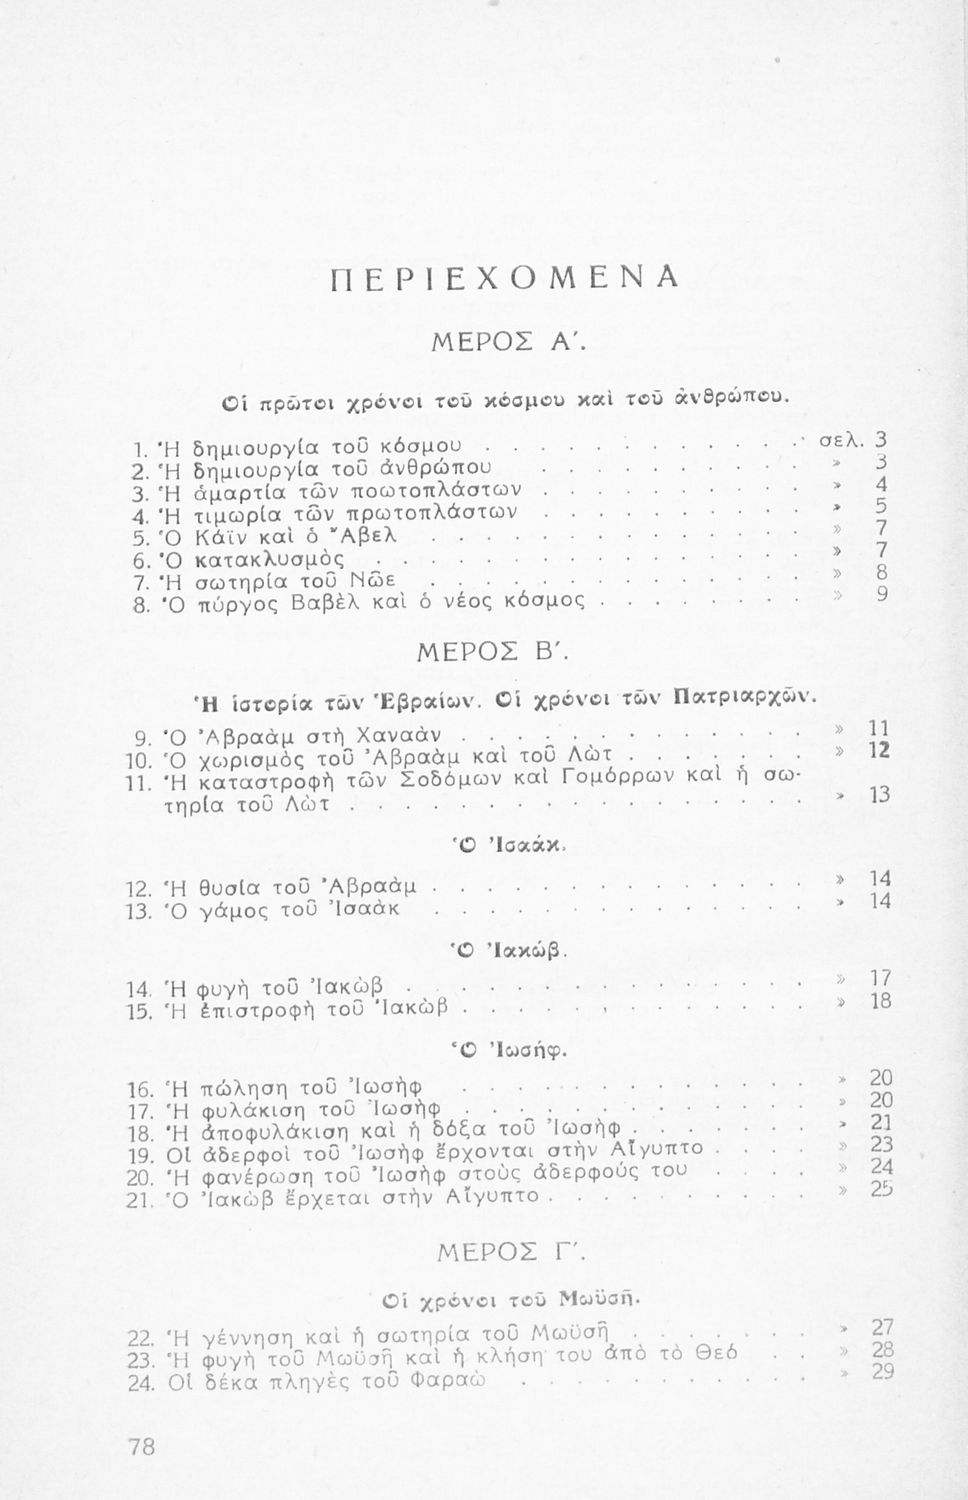 ΠΕΡΙΕΧΟΜΕΝΑ
ΜΕΡΟΣ Α΄.
Οἱ πρῶτοι χρόνοι τοῦ κόσμου καὶ τοῦ ἀνθρώπου.
1. Ἡ δημιουργία τοῦ κόσμου . . . . . . . . . . . . . σελ. 3
2. Ἡ δημιουργία τοῦ ἀνθρώπου . . . . . . . . . . » 3
3. Ἡ ἁμαρτία τῶν ποωτοπλάστων . . . . . . . . . . » 4
4. Ἡ τιμωρία τῶν πρωτοπλάστων . . . . . . . . . . » 5
5. Ὁ Κάϊν καὶ ὁ Ἄβελ . . . . . . . . . . . . . . » 7
6. Ὁ κατακλυσμὸς . . . . . . . . . . . . . . . . » 7
7. Ἡ σωτηρία τοῦ Νῶε . . . . . . . . . . . . . . » 8
8. Ὁ πύργος Βαβὲλ καὶ ὁ νέος κόσμος . . . . . . . . » 9
ΜΕΡΟΣ Β΄.
Ἡ ἱστορία τῶν Ἑβραίων. Οἱ χρόνοι τῶν Πατριαρχῶν.
9. Ὁ Ἀβραὰμ στὴ Χαναὰν . . . . . . . . . . . . . » 11
10. Ὁ χωρισμὸς τοῦ Ἀβραὰμ καὶ τοῦ Λὼτ . . . . . . . » 12
11. Ἡ καταστροφὴ τῶν Σοδόμων καὶ Γομόρρων καὶ ἡ σω-
τηρία τοῦ Λὼτ . . . . . . . . . . . . . . . . . » 13
Ὁ Ἰσαάκ.
12. Ἡ θυσία τοῦ Ἀβραὰμ . . . . . . . . . . . . . . » 14
13. Ὁ γάμος τοῦ Ἰσαὰκ . . . . . . . . . . . . . . » 14
Ὁ Ἰακώβ.
14. Ἡ φυγὴ τοῦ Ἰακὼβ . . . . . . . . . . . . . . . » 17
15. Ἡ ἐπιστροφὴ τοῦ Ἰακὼβ . . . . . . . . . . . . . » 18
Ὁ Ἰωσήφ.
16. Ἡ πώληση τοῦ Ἰωσὴφ . . . . . . . . . . . . . » 20
17. Ἡ φυλάκιση τοῦ Ἰωσὴφ . . . . . . . . . . . . . » 20
18. Ἡ ἀποφυλάκιση καὶ ἡ δόξα τοῦ Ἰωσὴφ . . . . . . . » 21
19. Οἱ ἀδερφοὶ τοῦ Ἰωσὴφ ἔρχονται στὴν Αἴγυπτο . . . . » 23
20. Ἡ φανέρωση τοῦ Ἰωσὴφ στοὺς ἀδερφούς του . . . . » 24
21. Ὁ Ἰακὼβ ἔρχεται στὴν Αἴγυπτο . . . . . . . . . . » 25
ΜΕΡΟΣ Γ΄.
Οἱ χρόνοι τοῦ Μωϋσῆ.
22. Ἡ γέννηση καὶ ἡ σωτηρία τοῦ Μωϋσῆ . . . . . . . » 27
23. Ἡ φυγὴ τοῦ Μωϋσῆ καὶ ἡ κλήση του ἀπὸ τὸ Θεό . . » 28
24. Οἱ δέκα πληγὲς τοῦ Φαραὼ . . . . . . . . . . . » 29
78